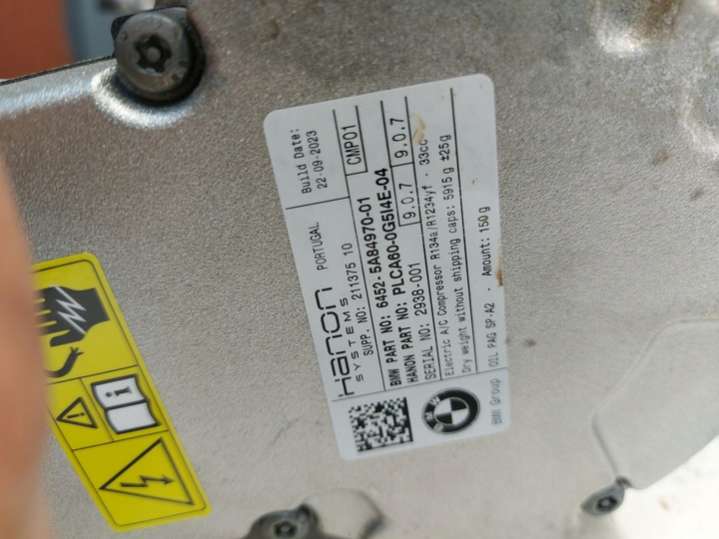 Hanon
SYSTEMS
PORTUGAL
Build Date:
22-09-2023
SUPP. NO: 211375 10
CMP01
BMW PART NO: 6452-5A84970-01
HANON PART NO: PLCA60-0G5I4E-04
SERIAL NO: 2938-001
9.0.7
9.0.7
Electric A/C Compressor R134a/R1234yf · 33cc
Dry weight without shipping caps: 5915 g ±25g
BMW Group
OIL PAG SP-A2 · Amount: 150g
BMW
i